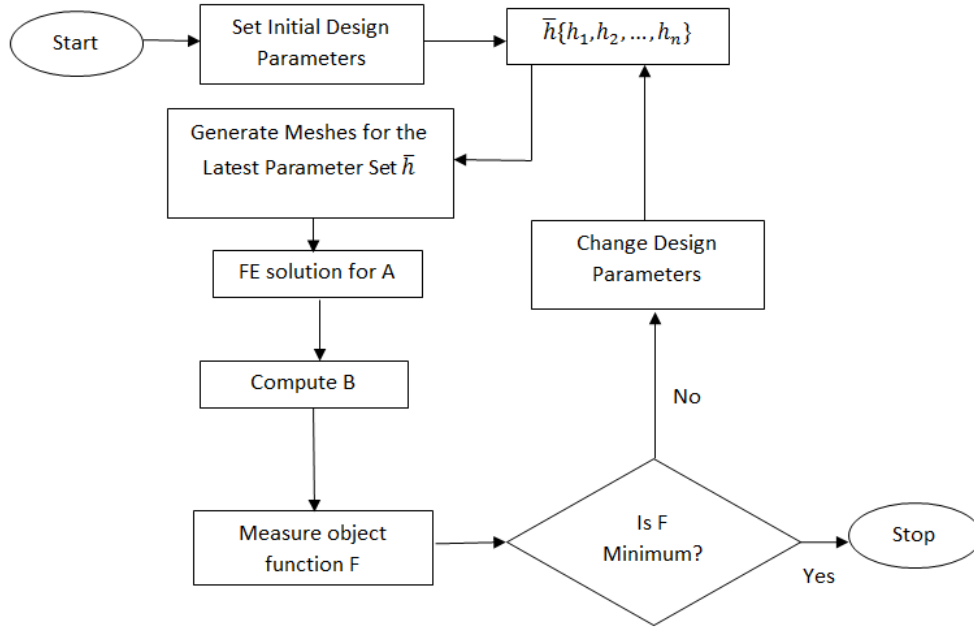 Start
Set Initial Design
Parameters
h̅{h₁,h₂,…,hₙ}
Generate Meshes for the
Latest Parameter Set h̅
FE solution for A
Change Design
Parameters
Compute B
No
Measure object
function F
Is F
Minimum?
Yes
Stop